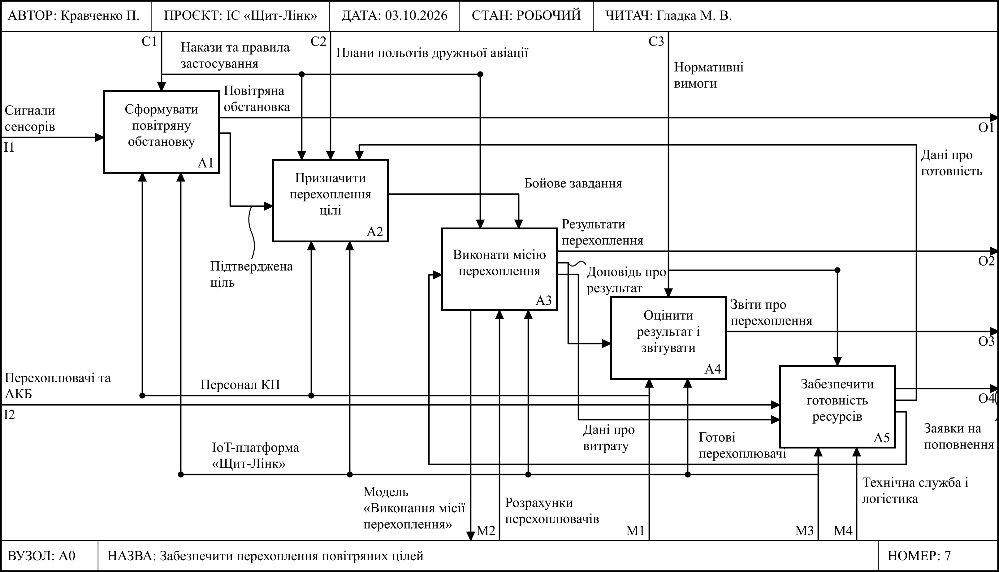 АВТОР: Кравченко П.
ПРОЄКТ: ІС «Щит-Лінк»
ДАТА: 03.10.2026
СТАН: РОБОЧИЙ
ЧИТАЧ: Гладка М. В.
C1
Накази та правила
застосування
C2
Плани польотів дружньої авіації
C3
Нормативні
вимоги
Повітряна
обстановка
Сигнали
сенсорів
I1
Сформувати
повітряну
обстановку
A1
O1
Дані про
готовність
Призначити
перехоплення
цілі
A2
Бойове завдання
Підтверджена
ціль
Результати
перехоплення
O2
Виконати місію
перехоплення
A3
Доповідь про
результат
Оцінити
результат і
звітувати
A4
Звіти про
перехоплення
O3
Перехоплювачі та
АКБ
I2
Персонал КП
Забезпечити
готовність
ресурсів
A5
O4
Заявки на
поповнення
Дані про
витрату
Готові
перехоплювачі
ІоТ-платформа
«Щит-Лінк»
Модель
«Виконання місії
перехоплення»
M2
Розрахунки
перехоплювачів
M1
M3
M4
Технічна служба і
логістика
ВУЗОЛ: A0
НАЗВА: Забезпечити перехоплення повітряних цілей
НОМЕР: 7